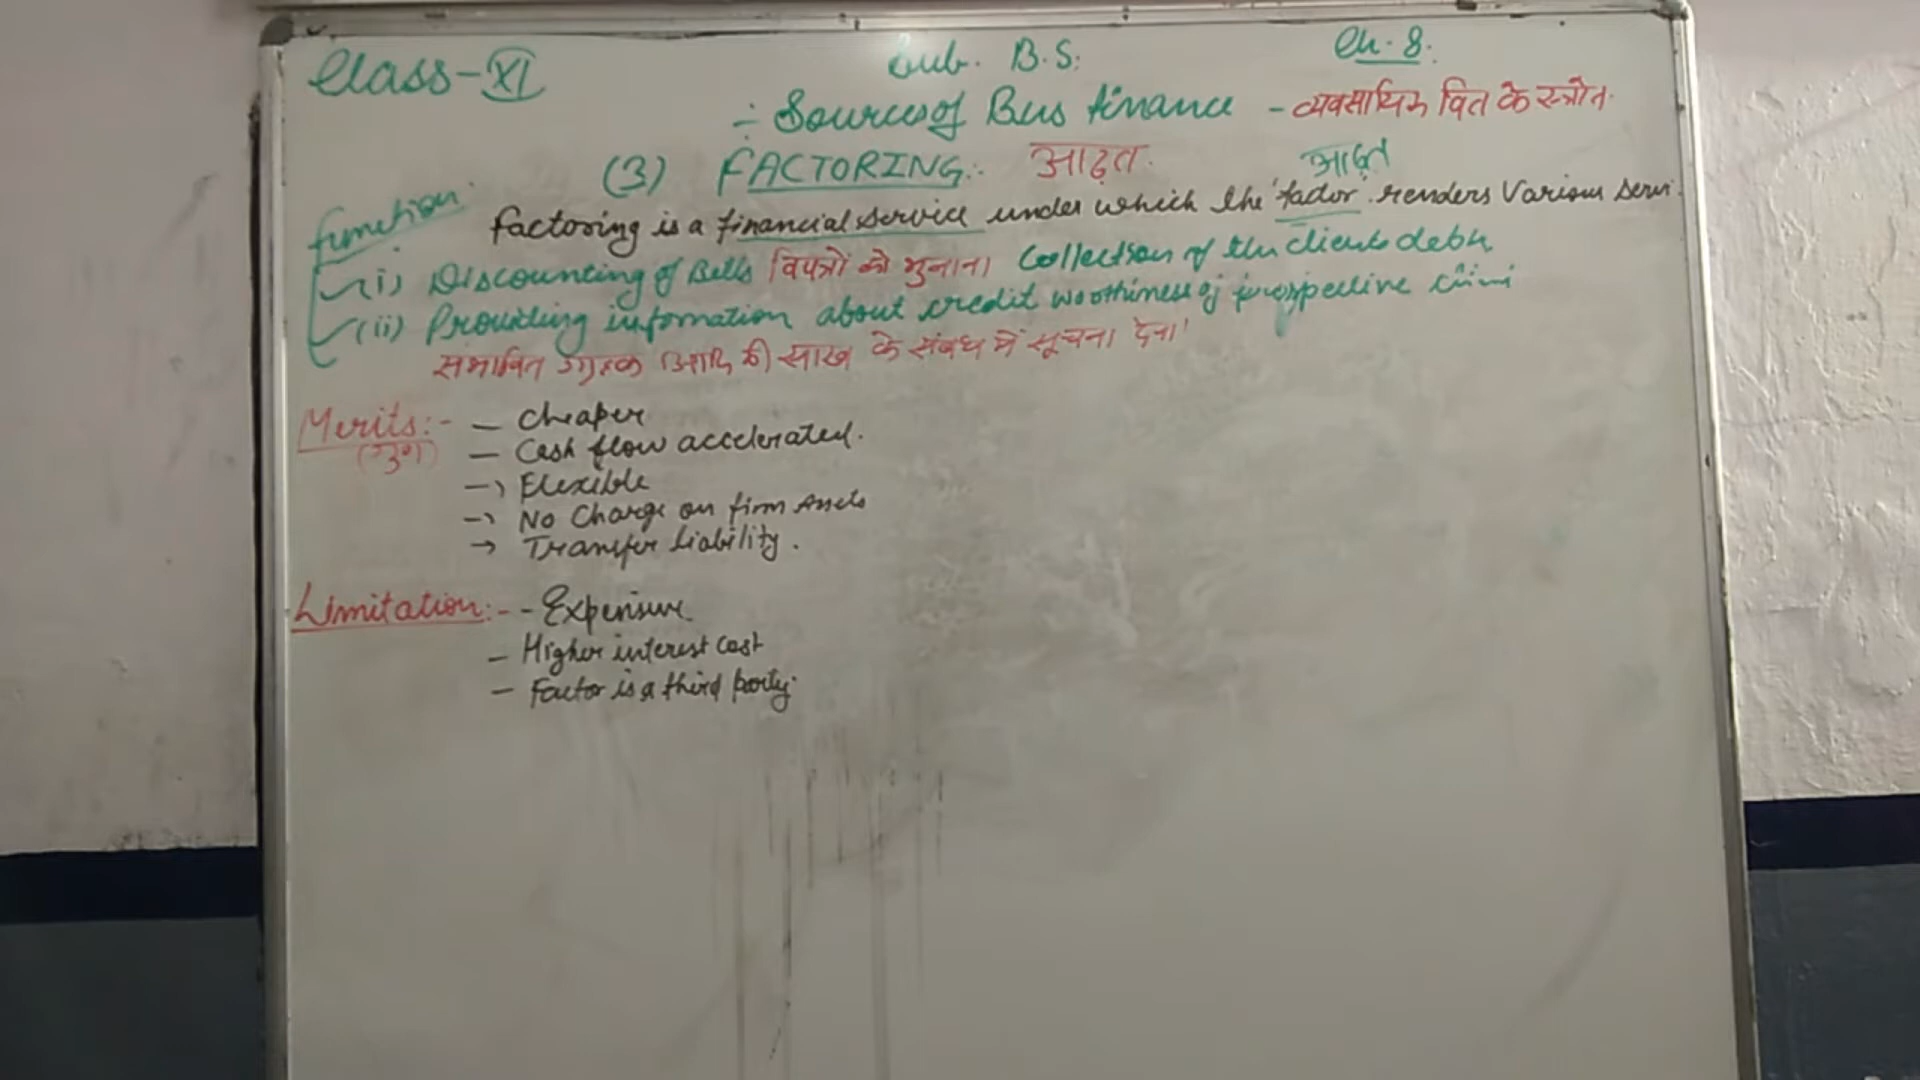 Class-XI Sub. B.S. Ch. 8.
:- Sources of Bus finance - व्यवसायिक वित के स्त्रोत.
(3) FACTORING:. आढ़त. आढ़त
function
factoring is a financial service under which the 'factor' renders Various
(i) Discounting of Bills विपत्रों को भुनाना। Collection of the clients debts
(ii) Providing information about credit worthiness of prospective
संभावित ग्राहक आदि की साख के संबंध में सूचना देना।
Merits:- - Cheaper
(गुण)
- Cash flow accelerated.
-> Flexible
-> No Charge on firm Assets
-> Transfer liability.
Limitation:- - Expensive
- Higher interest cost
- Factor is a third party.